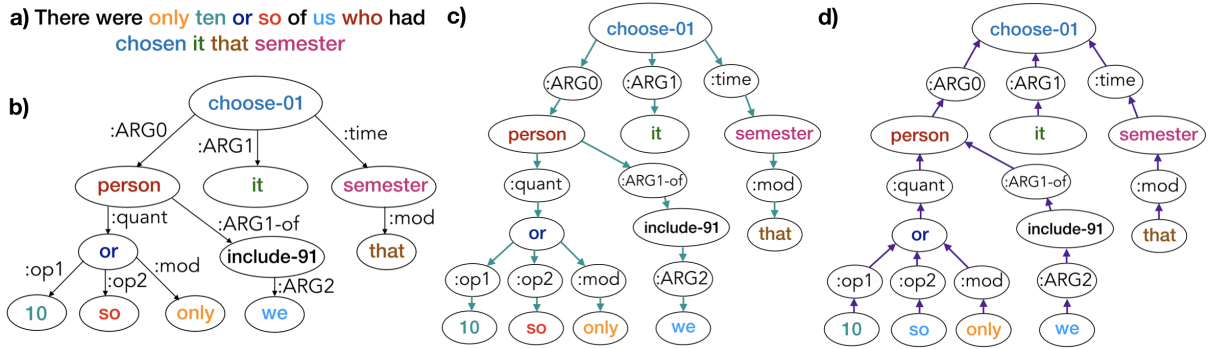 a) There were only ten or so of us who had
chosen it that semester
b)
choose-01
:ARG0
:ARG1
:time
person
it
semester
:quant
:ARG1-of
:mod
or
include-91
that
:op1
:op2
:mod
:ARG2
10
so
only
we
c)
choose-01
:ARG0
:ARG1
:time
person
it
semester
:quant
:ARG1-of
:mod
or
include-91
that
:op1
:op2
:mod
:ARG2
10
so
only
we
d)
choose-01
:ARG0
:ARG1
:time
person
it
semester
:quant
:ARG1-of
:mod
or
include-91
that
:op1
:op2
:mod
:ARG2
10
so
only
we